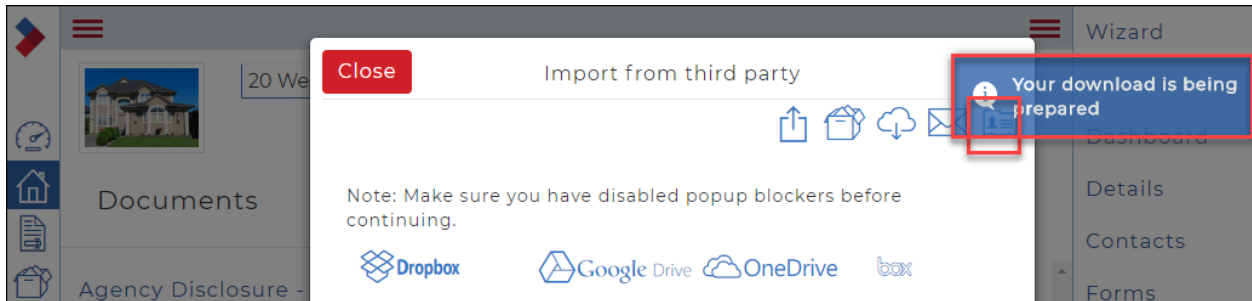 Wizard
20 We
Close
Import from third party
Your download is being
prepared
Dashboard
Documents
Note: Make sure you have disabled popup blockers before
continuing.
Details
Contacts
Dropbox
Google Drive
OneDrive
box
Agency Disclosure -
Forms